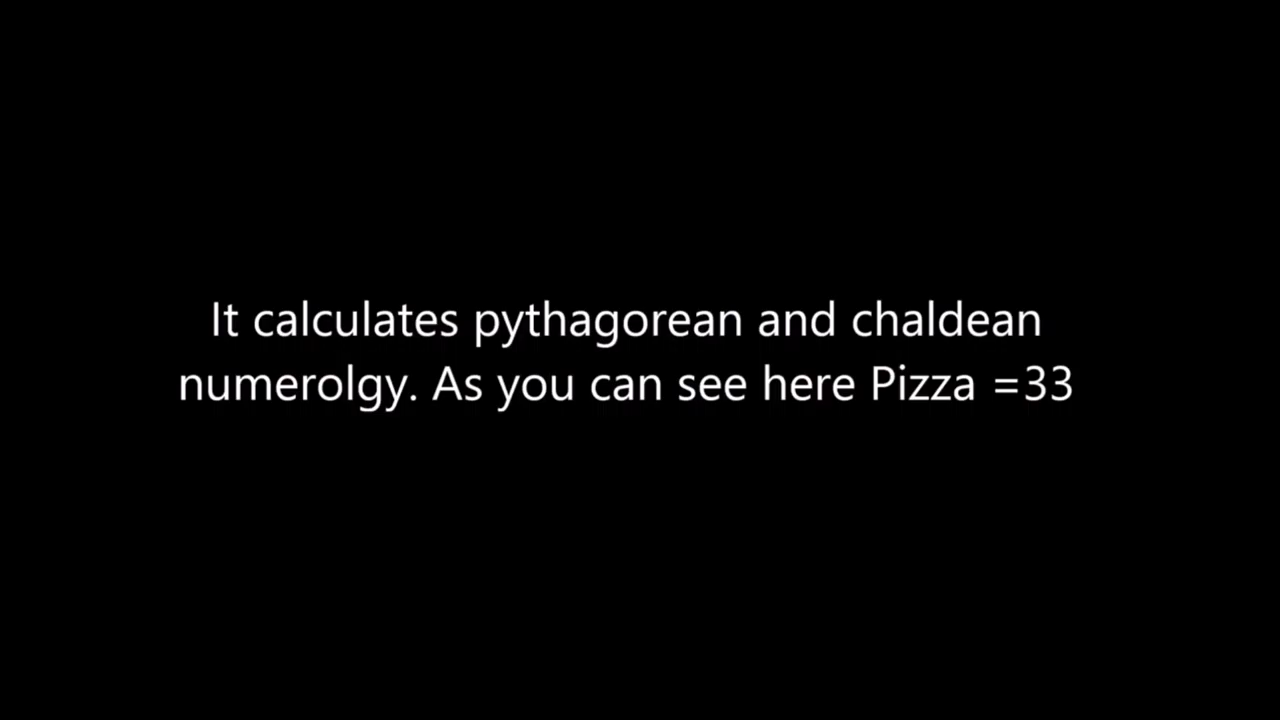 It calculates pythagorean and chaldean
numerolgy. As you can see here Pizza =33